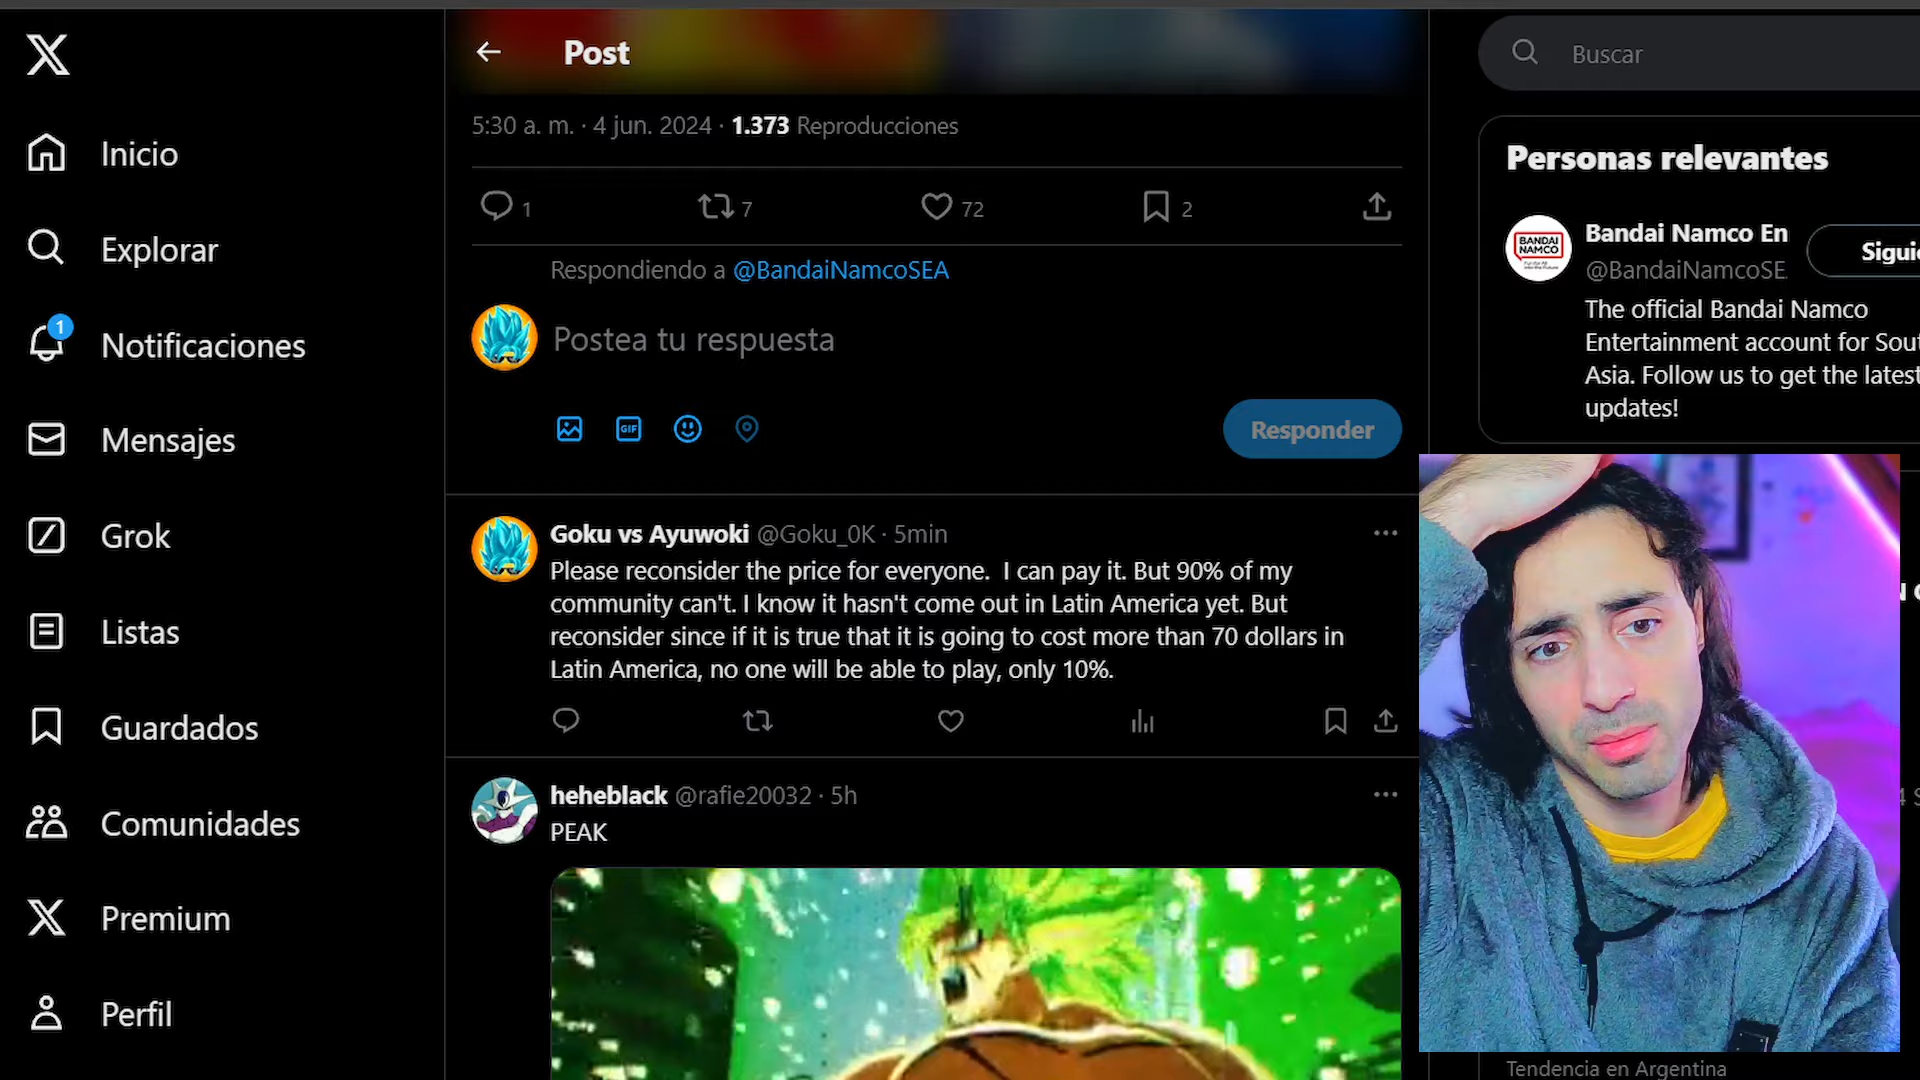 Inicio
Explorar
1
Notificaciones
Mensajes
Grok
Listas
Guardados
Comunidades
Premium
Perfil
Post
5:30 a. m. · 4 jun. 2024 · 1.373 Reproducciones
1 7 72 2
Respondiendo a @BandaiNamcoSEA
Postea tu respuesta
GIF
Responder
Goku vs Ayuwoki @Goku_0K · 5min
Please reconsider the price for everyone. I can pay it. But 90% of my
community can't. I know it hasn't come out in Latin America yet. But
reconsider since if it is true that it is going to cost more than 70 dollars in
Latin America, no one will be able to play, only 10%.
heheblack @rafie20032 · 5h
PEAK
Buscar
Personas relevantes
BANDAI
NAMCO
Bandai Namco En
@BandaiNamcoSE
Siguie
The official Bandai Namco
Entertainment account for Sout
Asia. Follow us to get the latest
updates!
Tendencia en Argentina